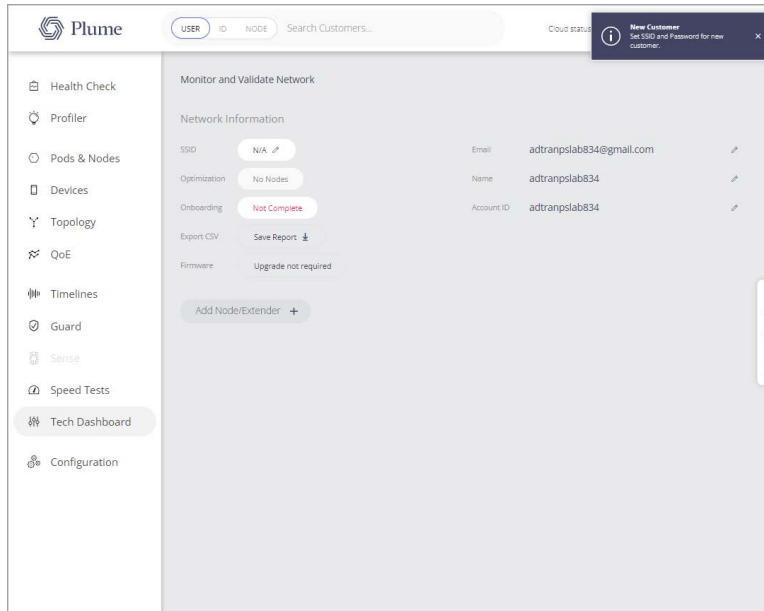 Plume
USER ID NODE Search Customers...
Cloud status
New Customer
Set SSID and Password for new
customer.
Health Check
Profiler
Pods & Nodes
Devices
Topology
QoE
Timelines
Guard
Sense
Speed Tests
Tech Dashboard
Configuration
Monitor and Validate Network
Network Information
SSID N/A
Optimization No Nodes
Onboarding Not Complete
Export CSV Save Report
Firmware Upgrade not required
Add Node/Extender +
Email adtranpslab834@gmail.com
Name adtranpslab834
Account ID adtranpslab834